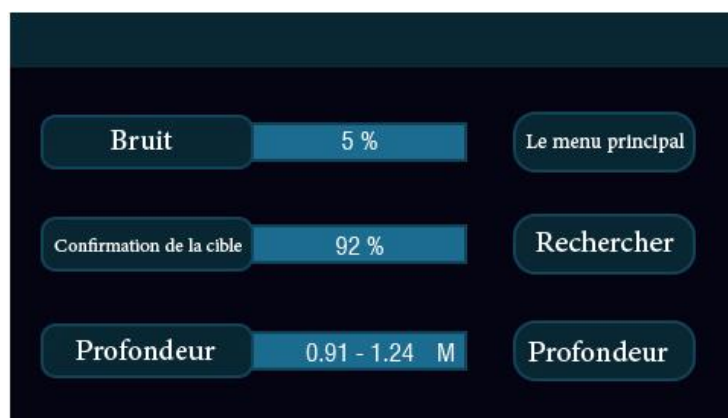 Bruit 5 % Le menu principal
Confirmation de la cible 92 % Rechercher
Profondeur 0.91 - 1.24 M Profondeur